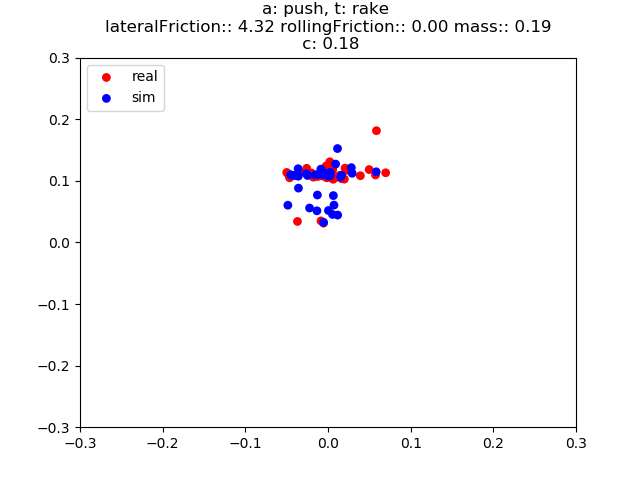 a: push, t: rake
lateralFriction:: 4.32 rollingFriction:: 0.00 mass:: 0.19
c: 0.18
real
sim
0.3
0.2
0.1
0.0
−0.1
−0.2
−0.3
−0.3 −0.2 −0.1 0.0 0.1 0.2 0.3